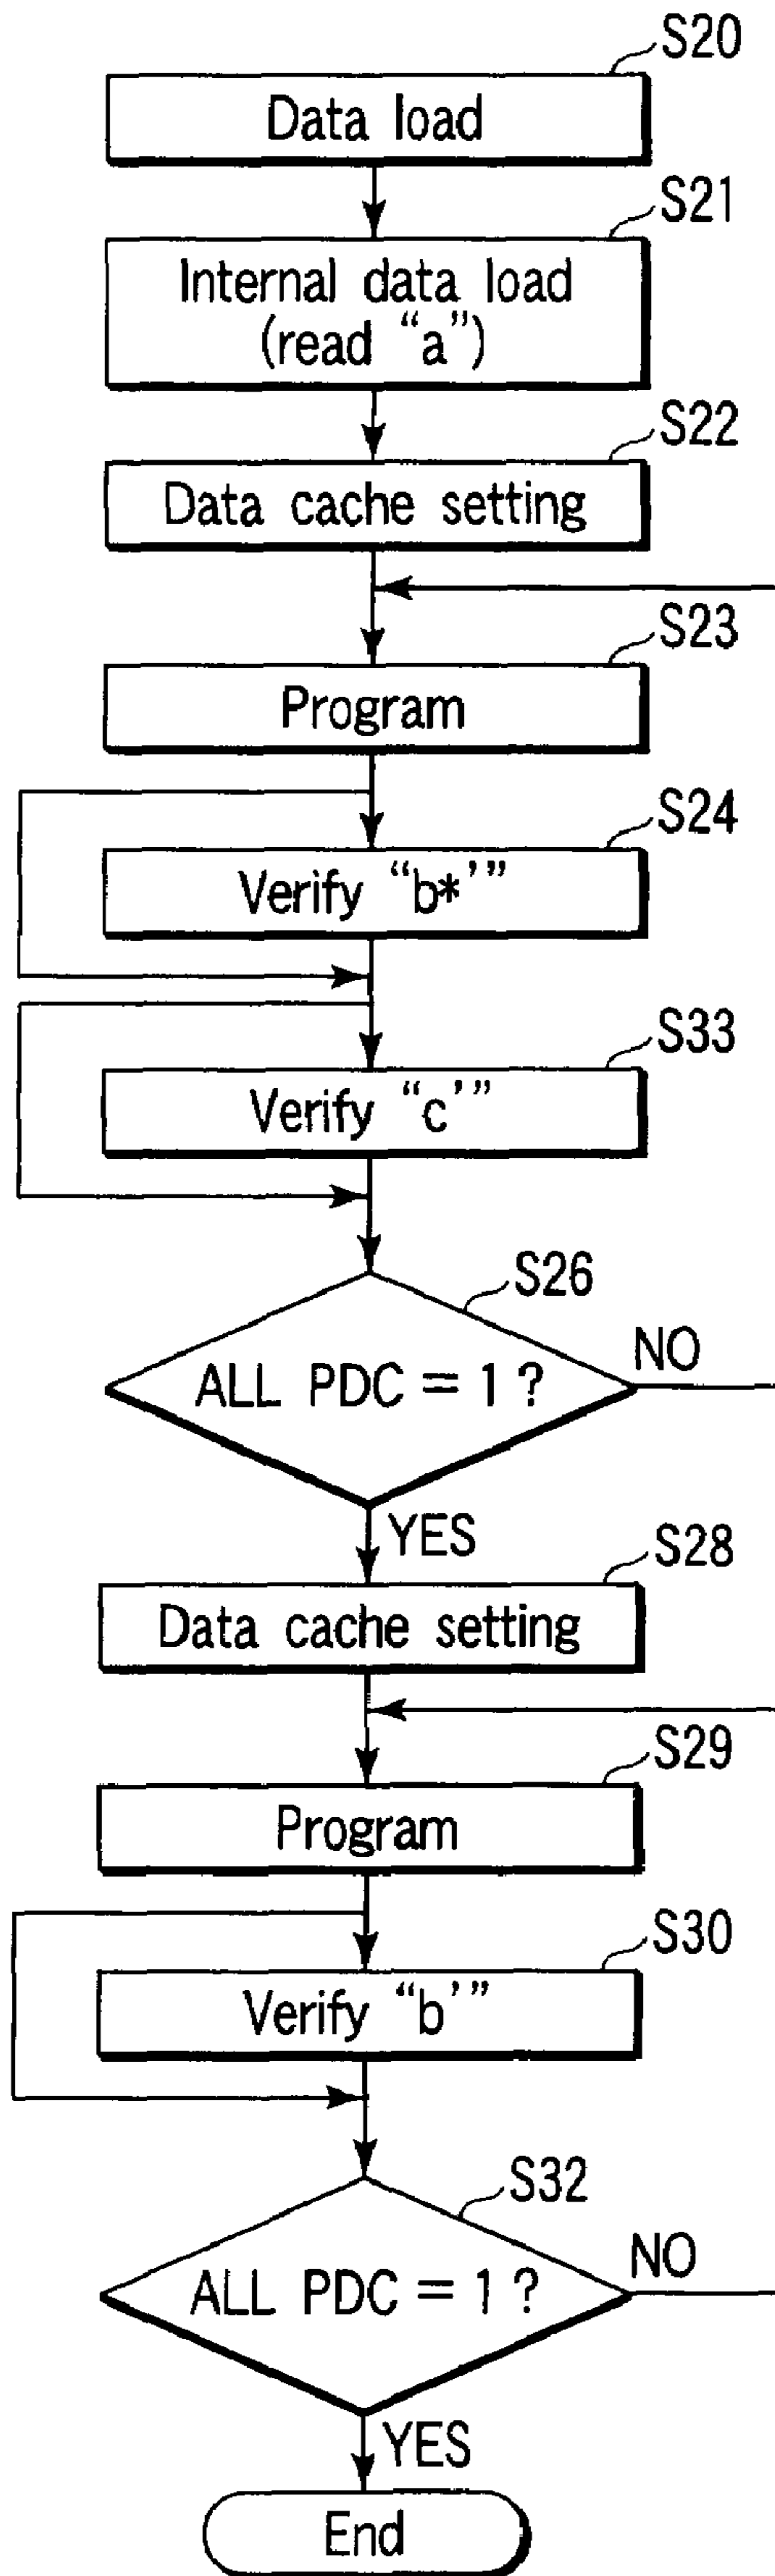 S20
Data load
S21
Internal data load
(read “a”)
S22
Data cache setting
S23
Program
S24
Verify “b*’”
S33
Verify “c’”
S26
ALL PDC = 1 ?
NO
YES
S28
Data cache setting
S29
Program
S30
Verify “b’”
S32
ALL PDC = 1 ?
NO
YES
End